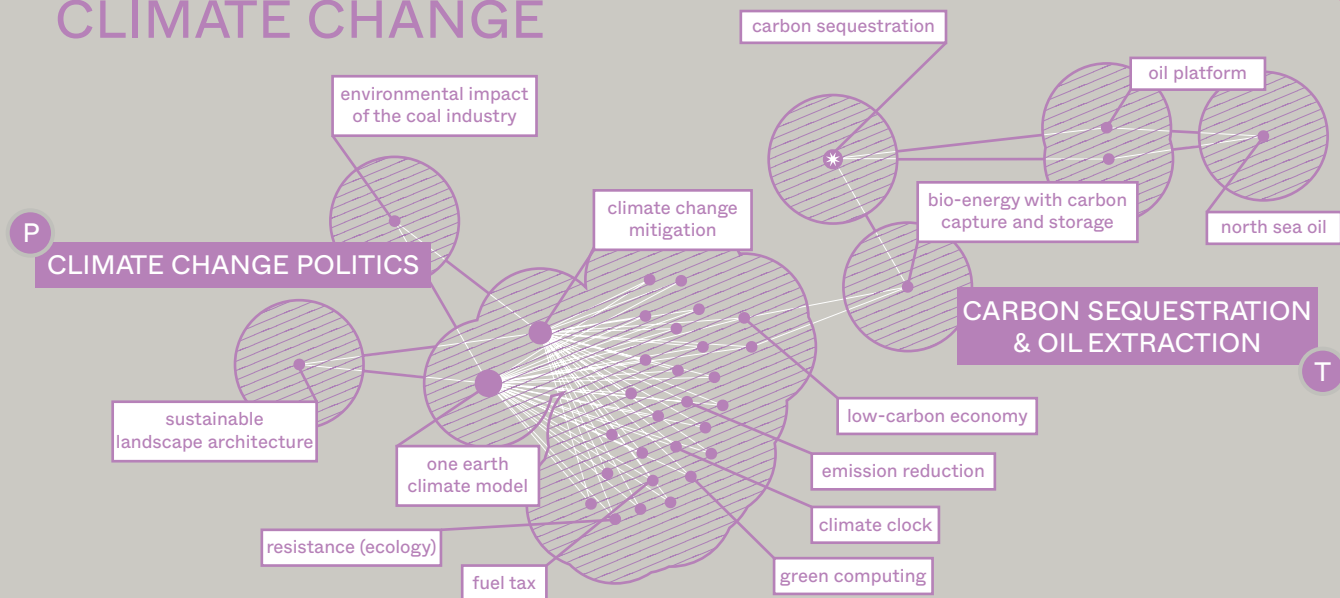 CLIMATE CHANGE
carbon sequestration
oil platform
environmental impact
of the coal industry
climate change
mitigation
bio-energy with carbon
capture and storage
north sea oil
P
CLIMATE CHANGE POLITICS
CARBON SEQUESTRATION
& OIL EXTRACTION
T
sustainable
landscape architecture
low-carbon economy
one earth
climate model
emission reduction
climate clock
resistance (ecology)
fuel tax
green computing